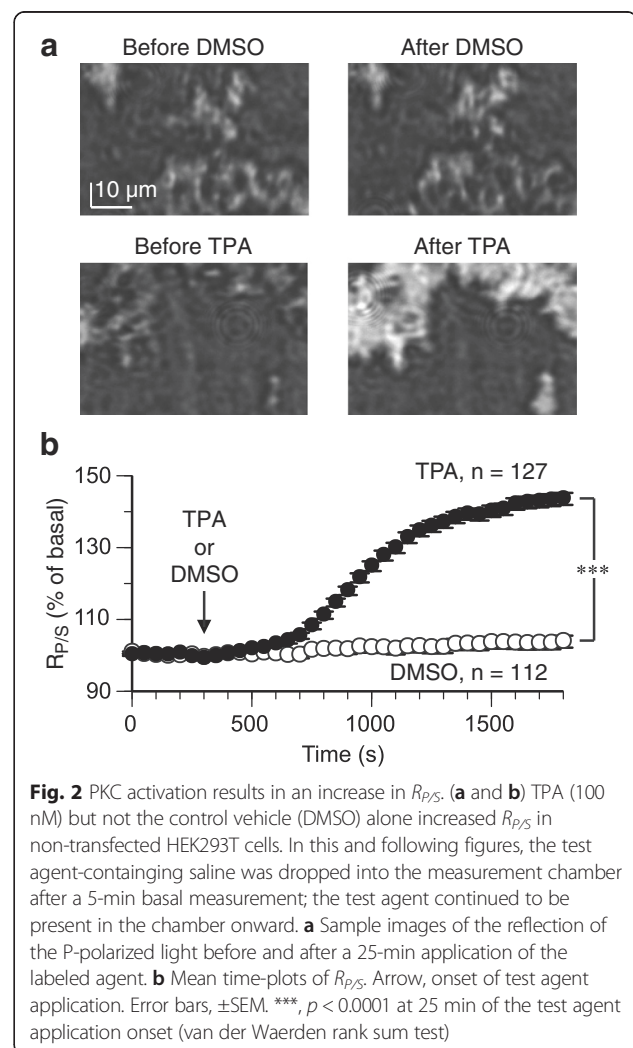 a
Before DMSO
After DMSO
10 µm
Before TPA
After TPA
b
150
130
110
90
R_P/S (% of basal)
TPA
or
DMSO
TPA, n = 127
***
DMSO, n = 112
0
500
1000
1500
Time (s)
Fig. 2 PKC activation results in an increase in R_P/S. (a and b) TPA (100
nM) but not the control vehicle (DMSO) alone increased R_P/S in
non-transfected HEK293T cells. In this and following figures, the test
agent-containging saline was dropped into the measurement chamber
after a 5-min basal measurement; the test agent continued to be
present in the chamber onward. a Sample images of the reflection of
the P-polarized light before and after a 25-min application of the
labeled agent. b Mean time-plots of R_P/S. Arrow, onset of test agent
application. Error bars, ±SEM. ***, p < 0.0001 at 25 min of the test agent
application onset (van der Waerden rank sum test)